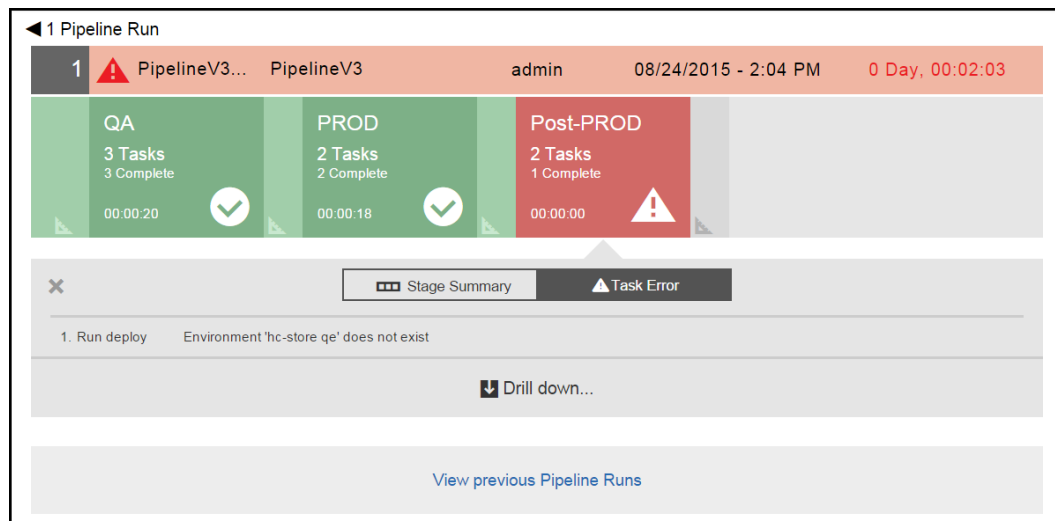 1 Pipeline Run
1 PipelineV3... PipelineV3 admin 08/24/2015 - 2:04 PM 0 Day, 00:02:03
QA
3 Tasks
3 Complete
00:00:20
PROD
2 Tasks
2 Complete
00:00:18
Post-PROD
2 Tasks
1 Complete
00:00:00
Stage Summary Task Error
1. Run deploy Environment 'hc-store qe' does not exist
Drill down...
View previous Pipeline Runs